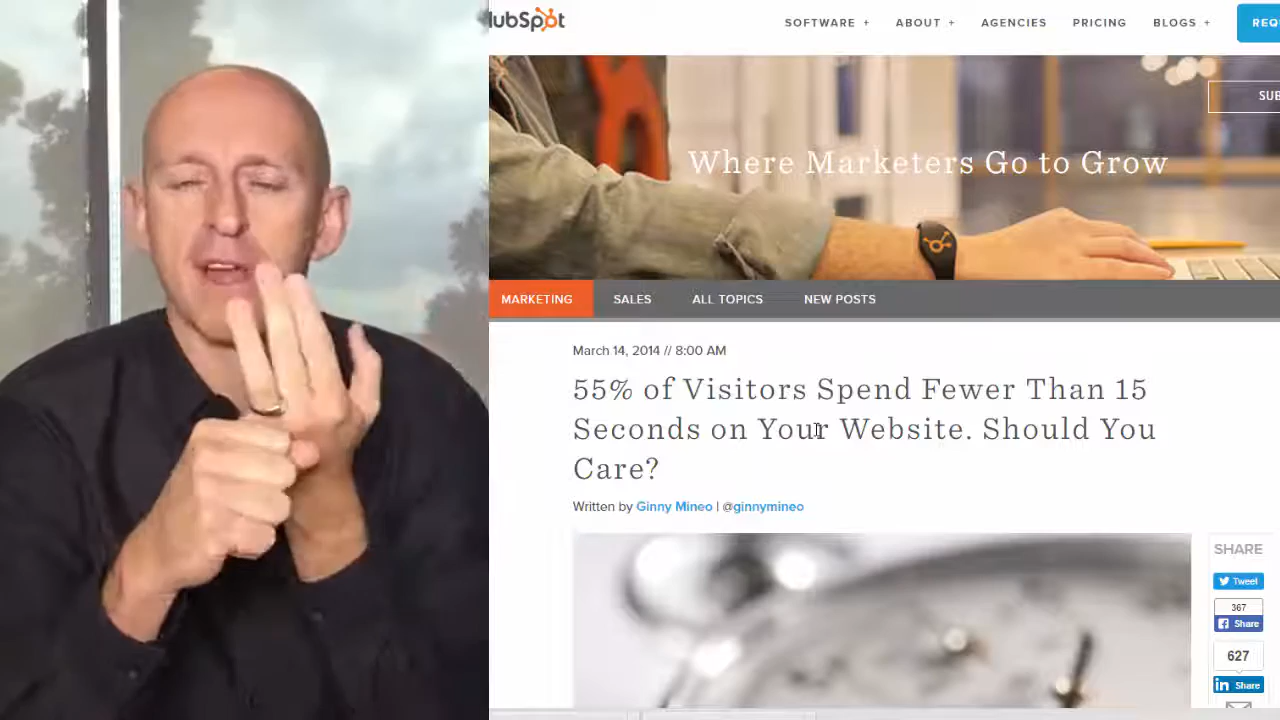 HubSpot
SOFTWARE + ABOUT + AGENCIES PRICING BLOGS +
Where Marketers Go to Grow
MARKETING SALES ALL TOPICS NEW POSTS
March 14, 2014 // 8:00 AM
55% of Visitors Spend Fewer Than 15
Seconds on Your Website. Should You
Care?
Written by Ginny Mineo | @ginnymineo
SHARE
Tweet
367
Share
627
in Share